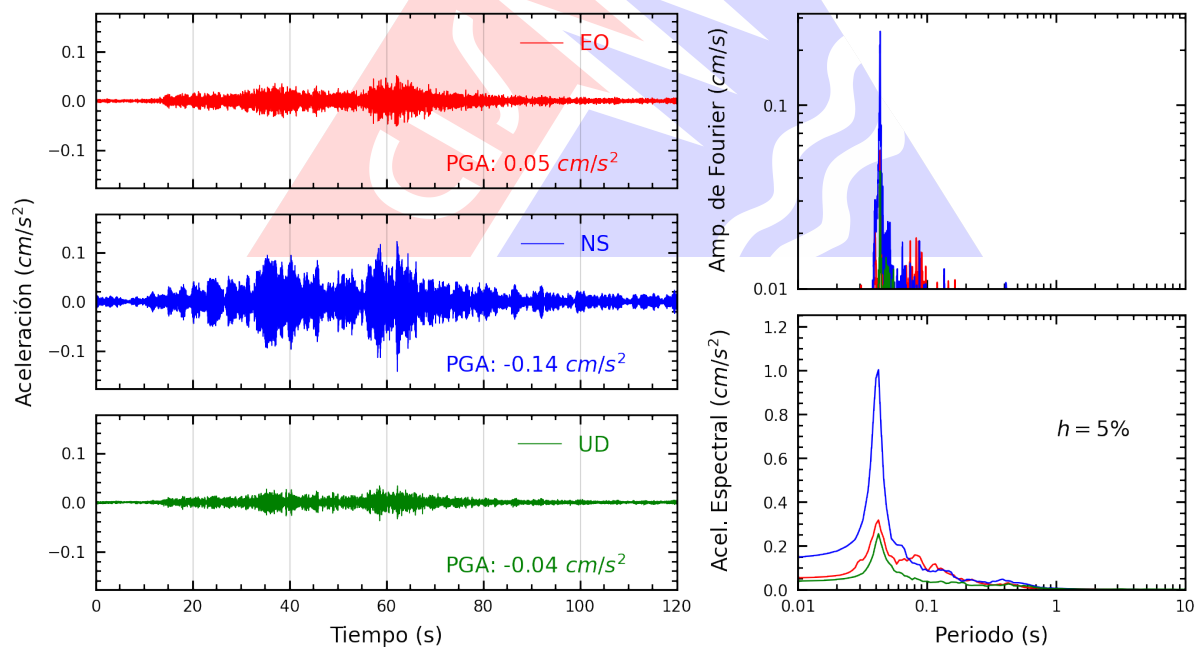 Aceleración (cm/s²)
0.1
0.0
−0.1
EO
PGA: 0.05 cm/s²
0.1
0.0
−0.1
NS
PGA: -0.14 cm/s²
0.1
0.0
−0.1
UD
PGA: -0.04 cm/s²
0 20 40 60 80 100 120
Tiempo (s)
Amp. de Fourier (cm/s)
0.1
0.01
Acel. Espectral (cm/s²)
1.2
1.0
0.8
0.6
0.4
0.2
0.0
h = 5%
0.01 0.1 1 10
Periodo (s)